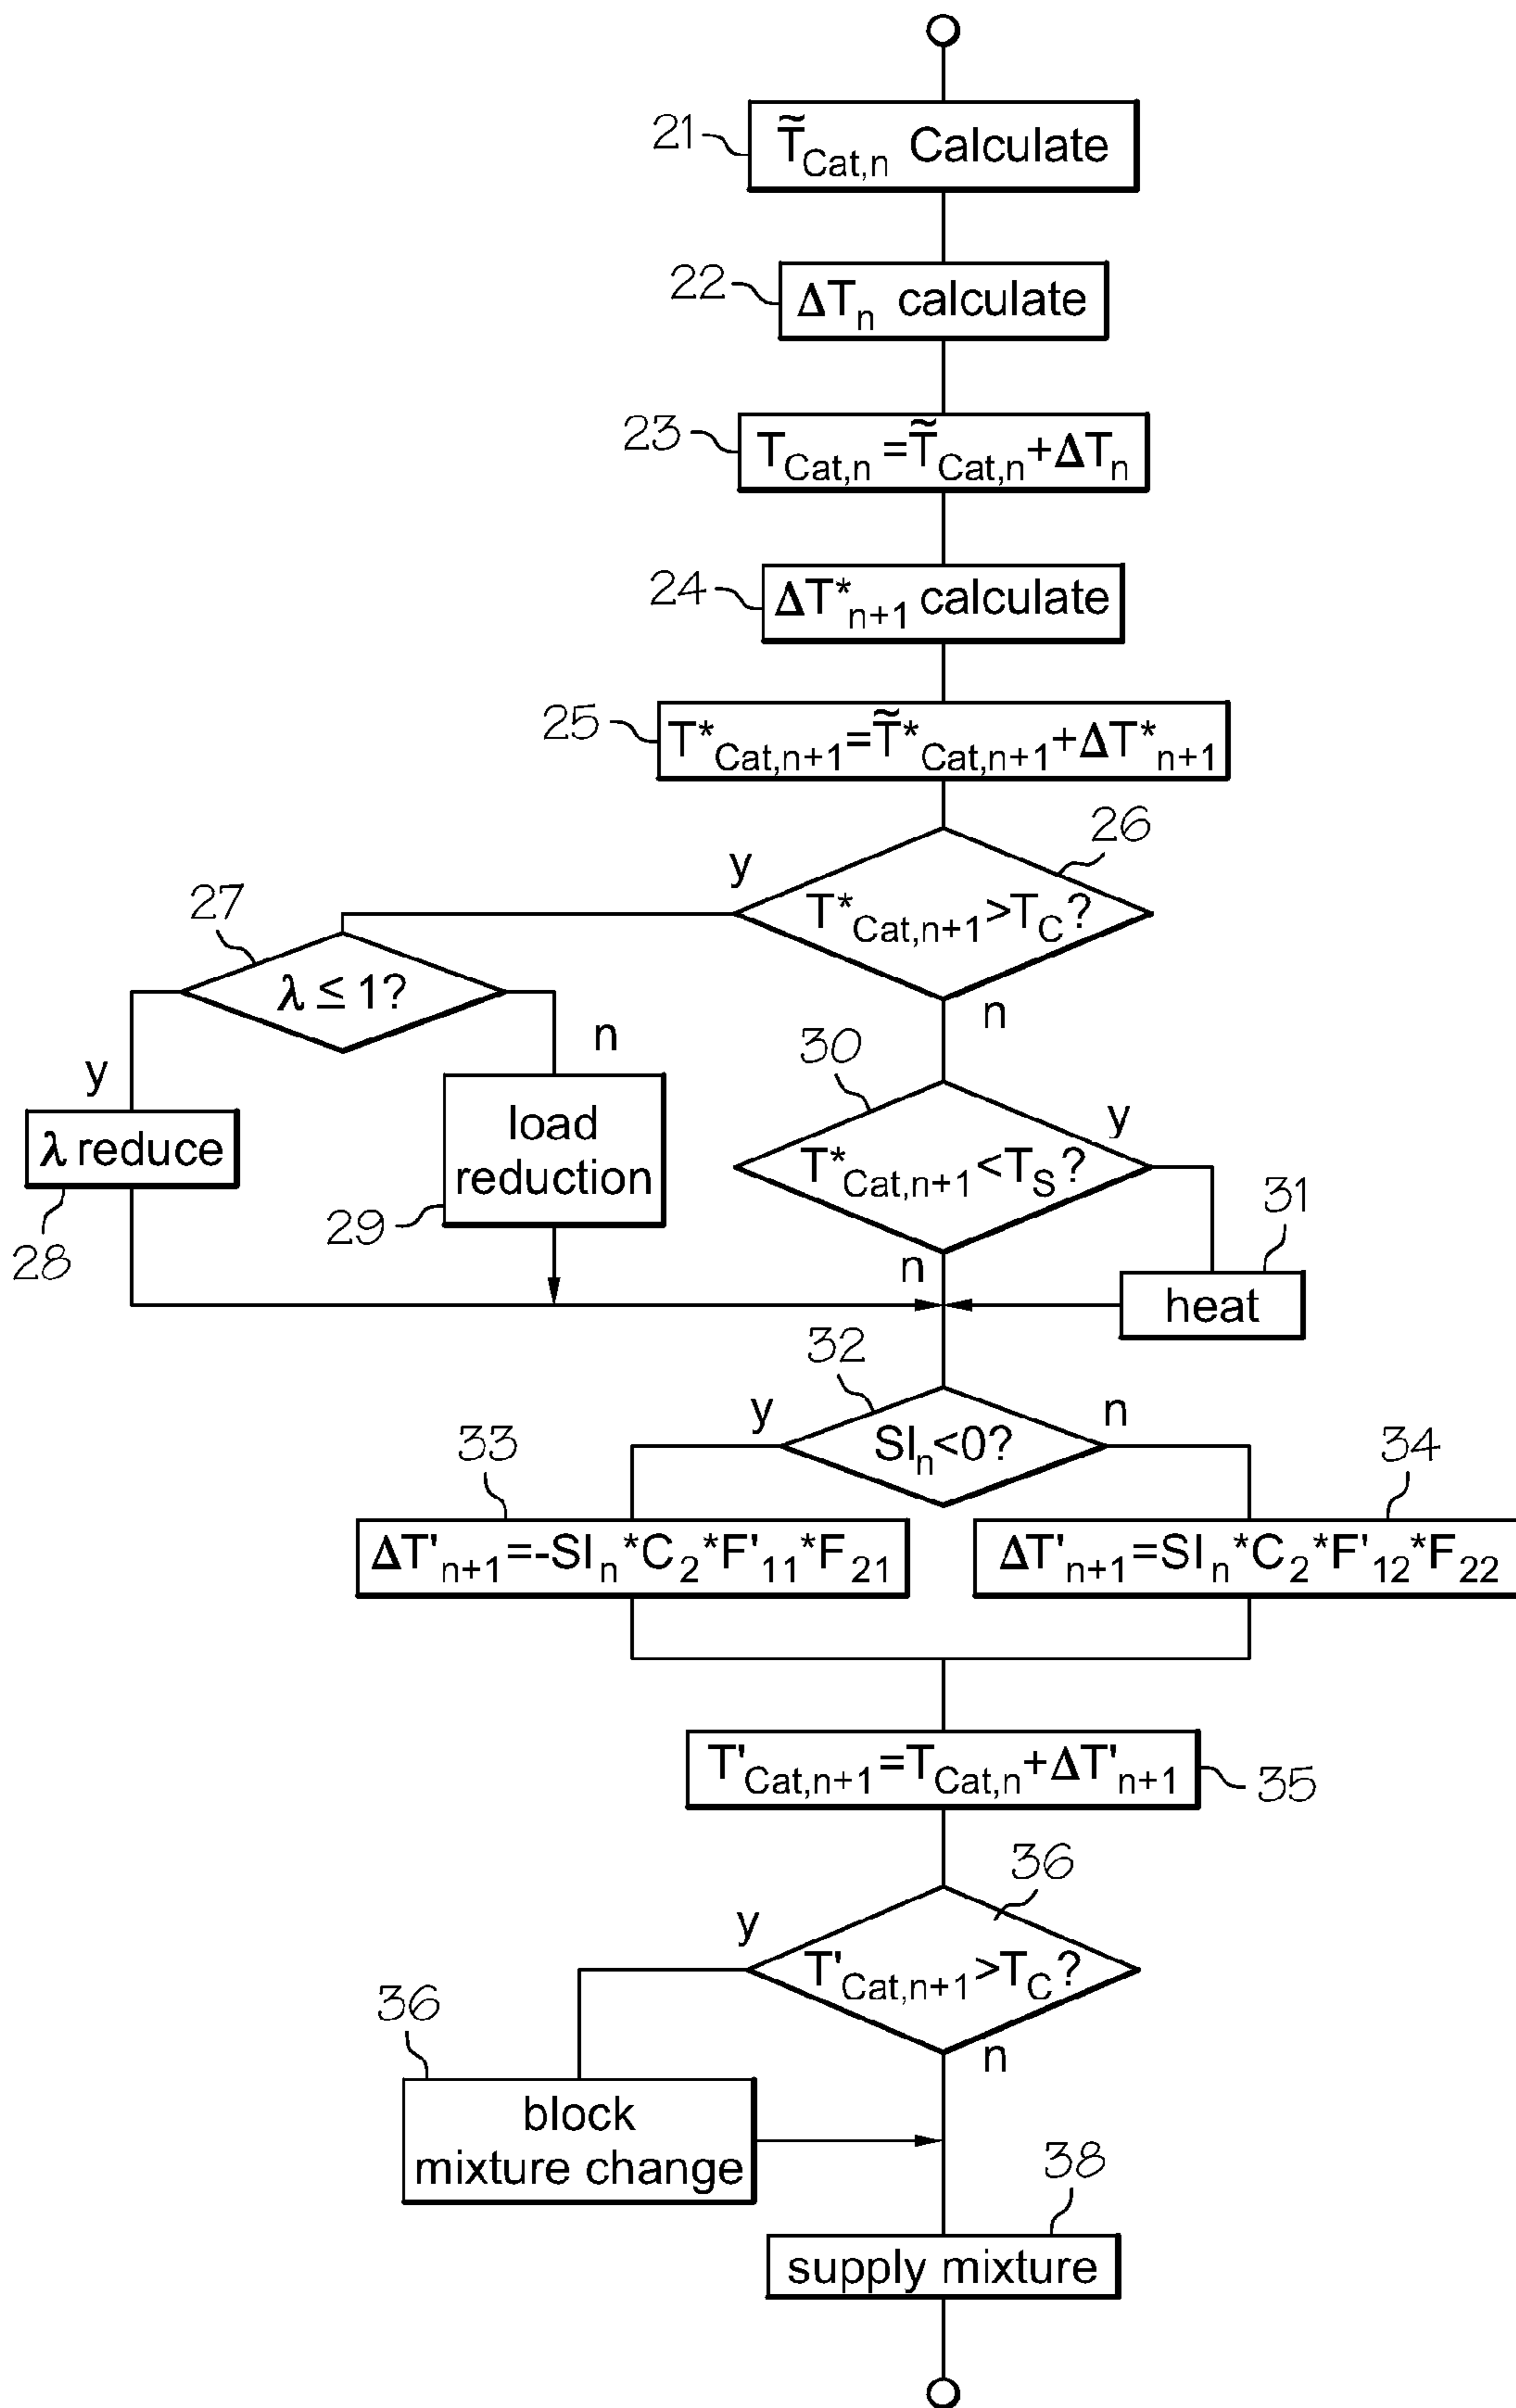 21
T̃Cat,n Calculate
22
ΔTn calculate
23
TCat,n=T̃Cat,n+ΔTn
24
ΔT*n+1 calculate
25
T*Cat,n+1=T̃*Cat,n+1+ΔT*n+1
26
y
T*Cat,n+1>TC?
n
27
λ ≤ 1?
y
n
λ reduce
28
load
reduction
29
30
y
T*Cat,n+1<TS?
n
31
heat
32
y
SIn<0?
n
33
ΔT'n+1=-SIn*C2*F'11*F21
34
ΔT'n+1=SIn*C2*F'12*F22
T'Cat,n+1=TCat,n+ΔT'n+1
35
36
y
T'Cat,n+1>TC?
n
36
block
mixture change
38
supply mixture